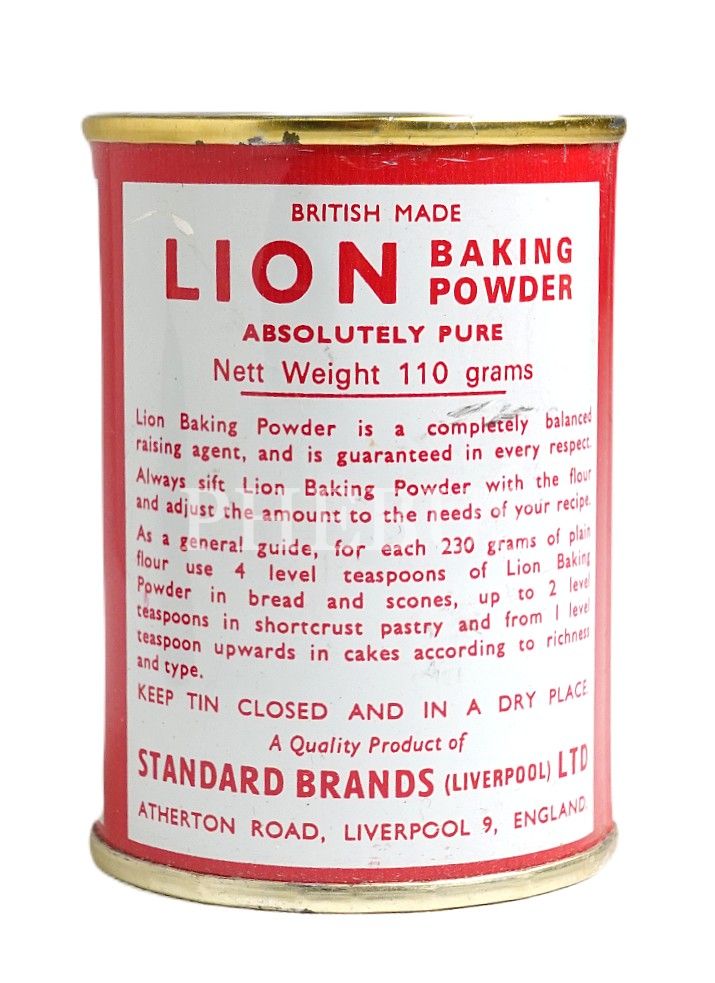 BRITISH MADE
LION BAKING POWDER
ABSOLUTELY PURE
Nett Weight 110 grams
Lion Baking Powder is a completely balanced
raising agent, and is guaranteed in every respect.
Always sift Lion Baking Powder with the flour
and adjust the amount to the needs of your recipe.
As a general guide, for each 230 grams of plain
flour use 4 level teaspoons of Lion Baking
Powder in bread and scones, up to 2 level
teaspoons in shortcrust pastry and from 1 level
teaspoon upwards in cakes according to richness
and type.
KEEP TIN CLOSED AND IN A DRY PLACE.
A Quality Product of
STANDARD BRANDS (LIVERPOOL) LTD
ATHERTON ROAD, LIVERPOOL 9, ENGLAND.